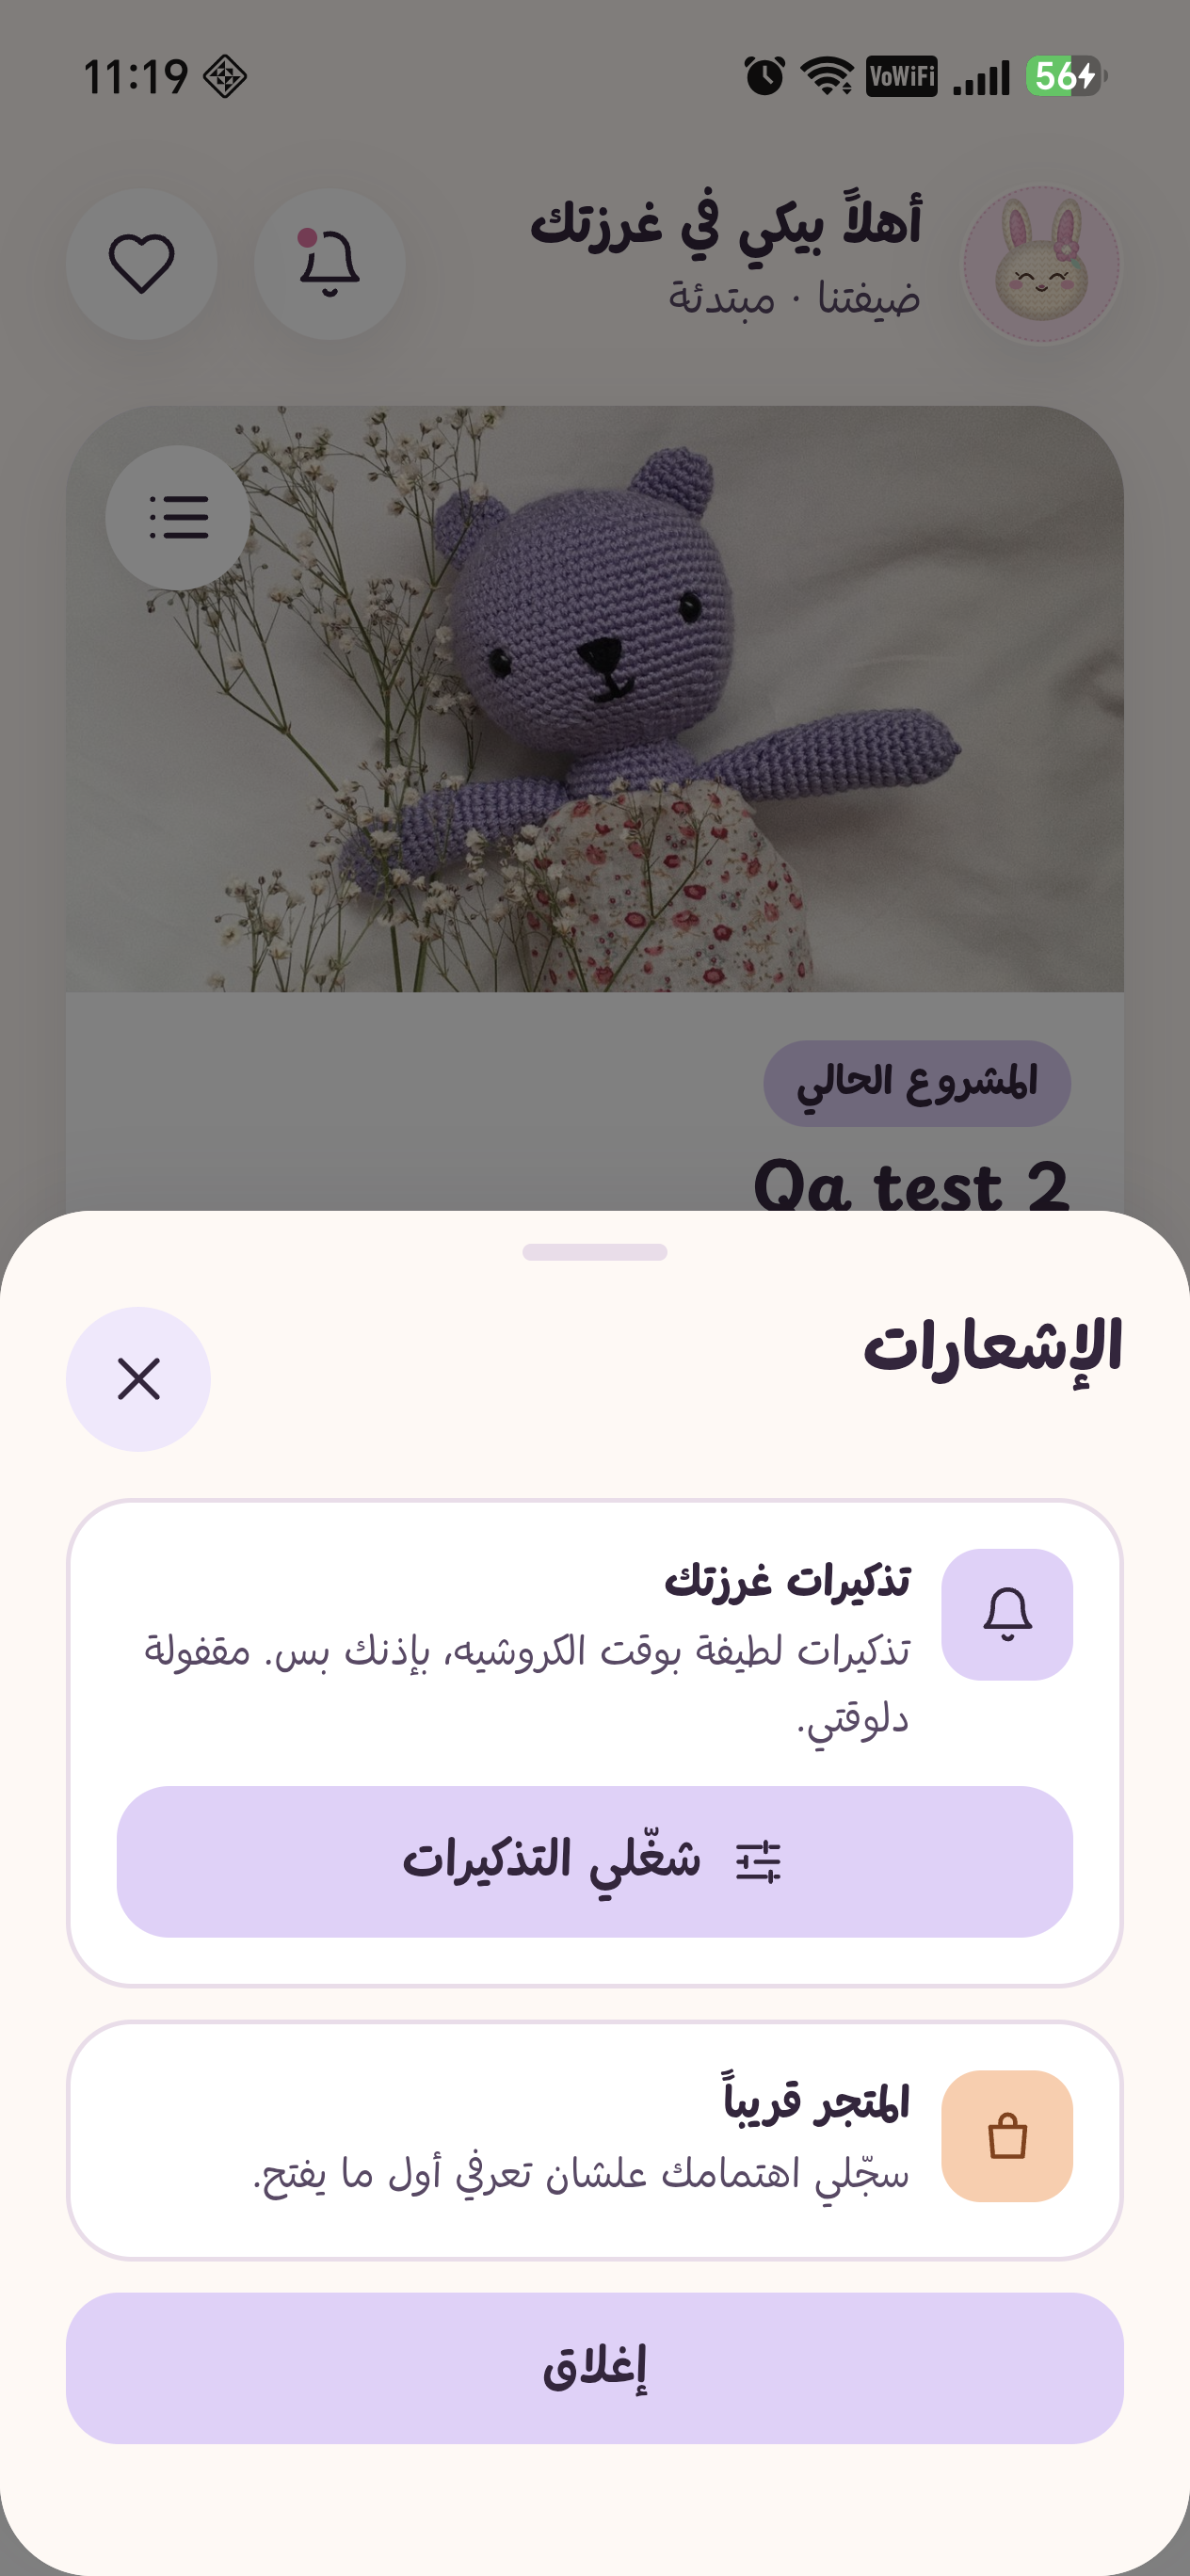 11:19
VoWiFi
56
أهلاً بيكي في غرزتك
ضيفتنا · مبتدئة
المشروع الحالي
Qa test 2
الإشعارات
تذكيرات غرزتك
تذكيرات لطيفة بوقت الكروشيه، بإذنك بس. مقفولة
دلوقتي.
شغّلي التذكيرات
المتجر قريباً
سجّلي اهتمامك علشان تعرفي أول ما يفتح.
إغلاق